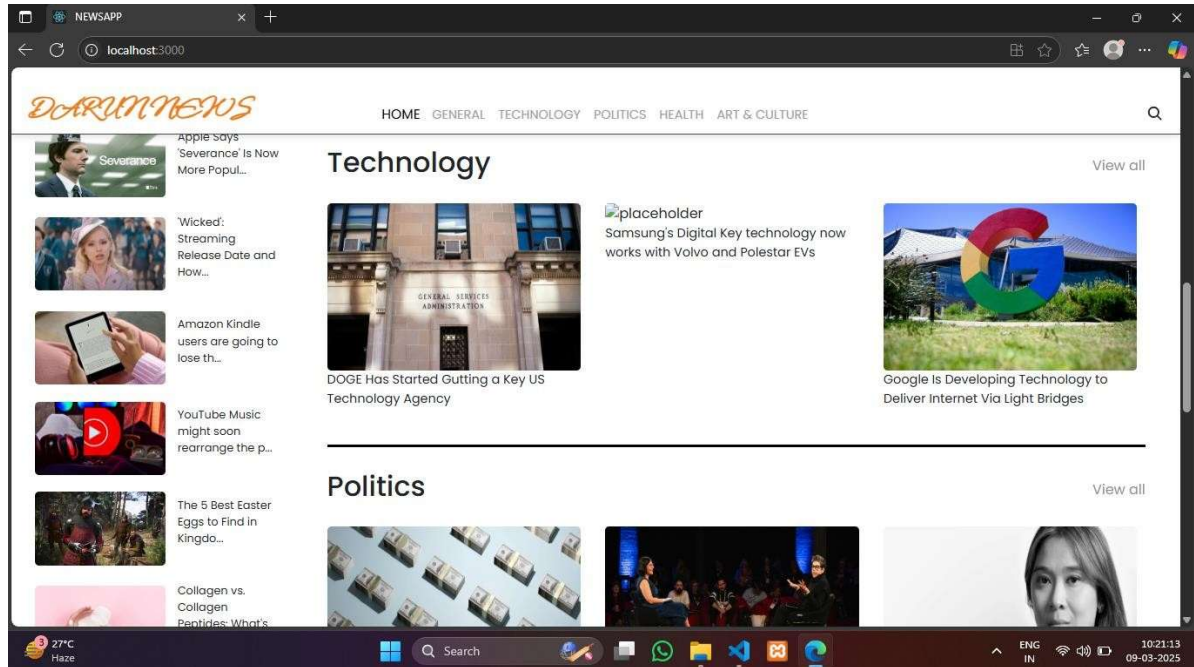 NEWSAPP
localhost:3000
DARUNNEWS
HOME GENERAL TECHNOLOGY POLITICS HEALTH ART & CULTURE
Apple Says
'Severance' Is Now
More Popul...
Severance
'Wicked':
Streaming
Release Date and
How...
Amazon Kindle
users are going to
lose th...
YouTube Music
might soon
rearrange the p...
The 5 Best Easter
Eggs to Find in
Kingdo...
Collagen vs.
Collagen
Peptides: What's
Technology
View all
GENERAL SERVICES
ADMINISTRATION
DOGE Has Started Gutting a Key US
Technology Agency
placeholder
Samsung's Digital Key technology now
works with Volvo and Polestar EVs
Google Is Developing Technology to
Deliver Internet Via Light Bridges
Politics
View all
3
27°C
Haze
Search
ENG
IN
10:21:13
09-03-2025